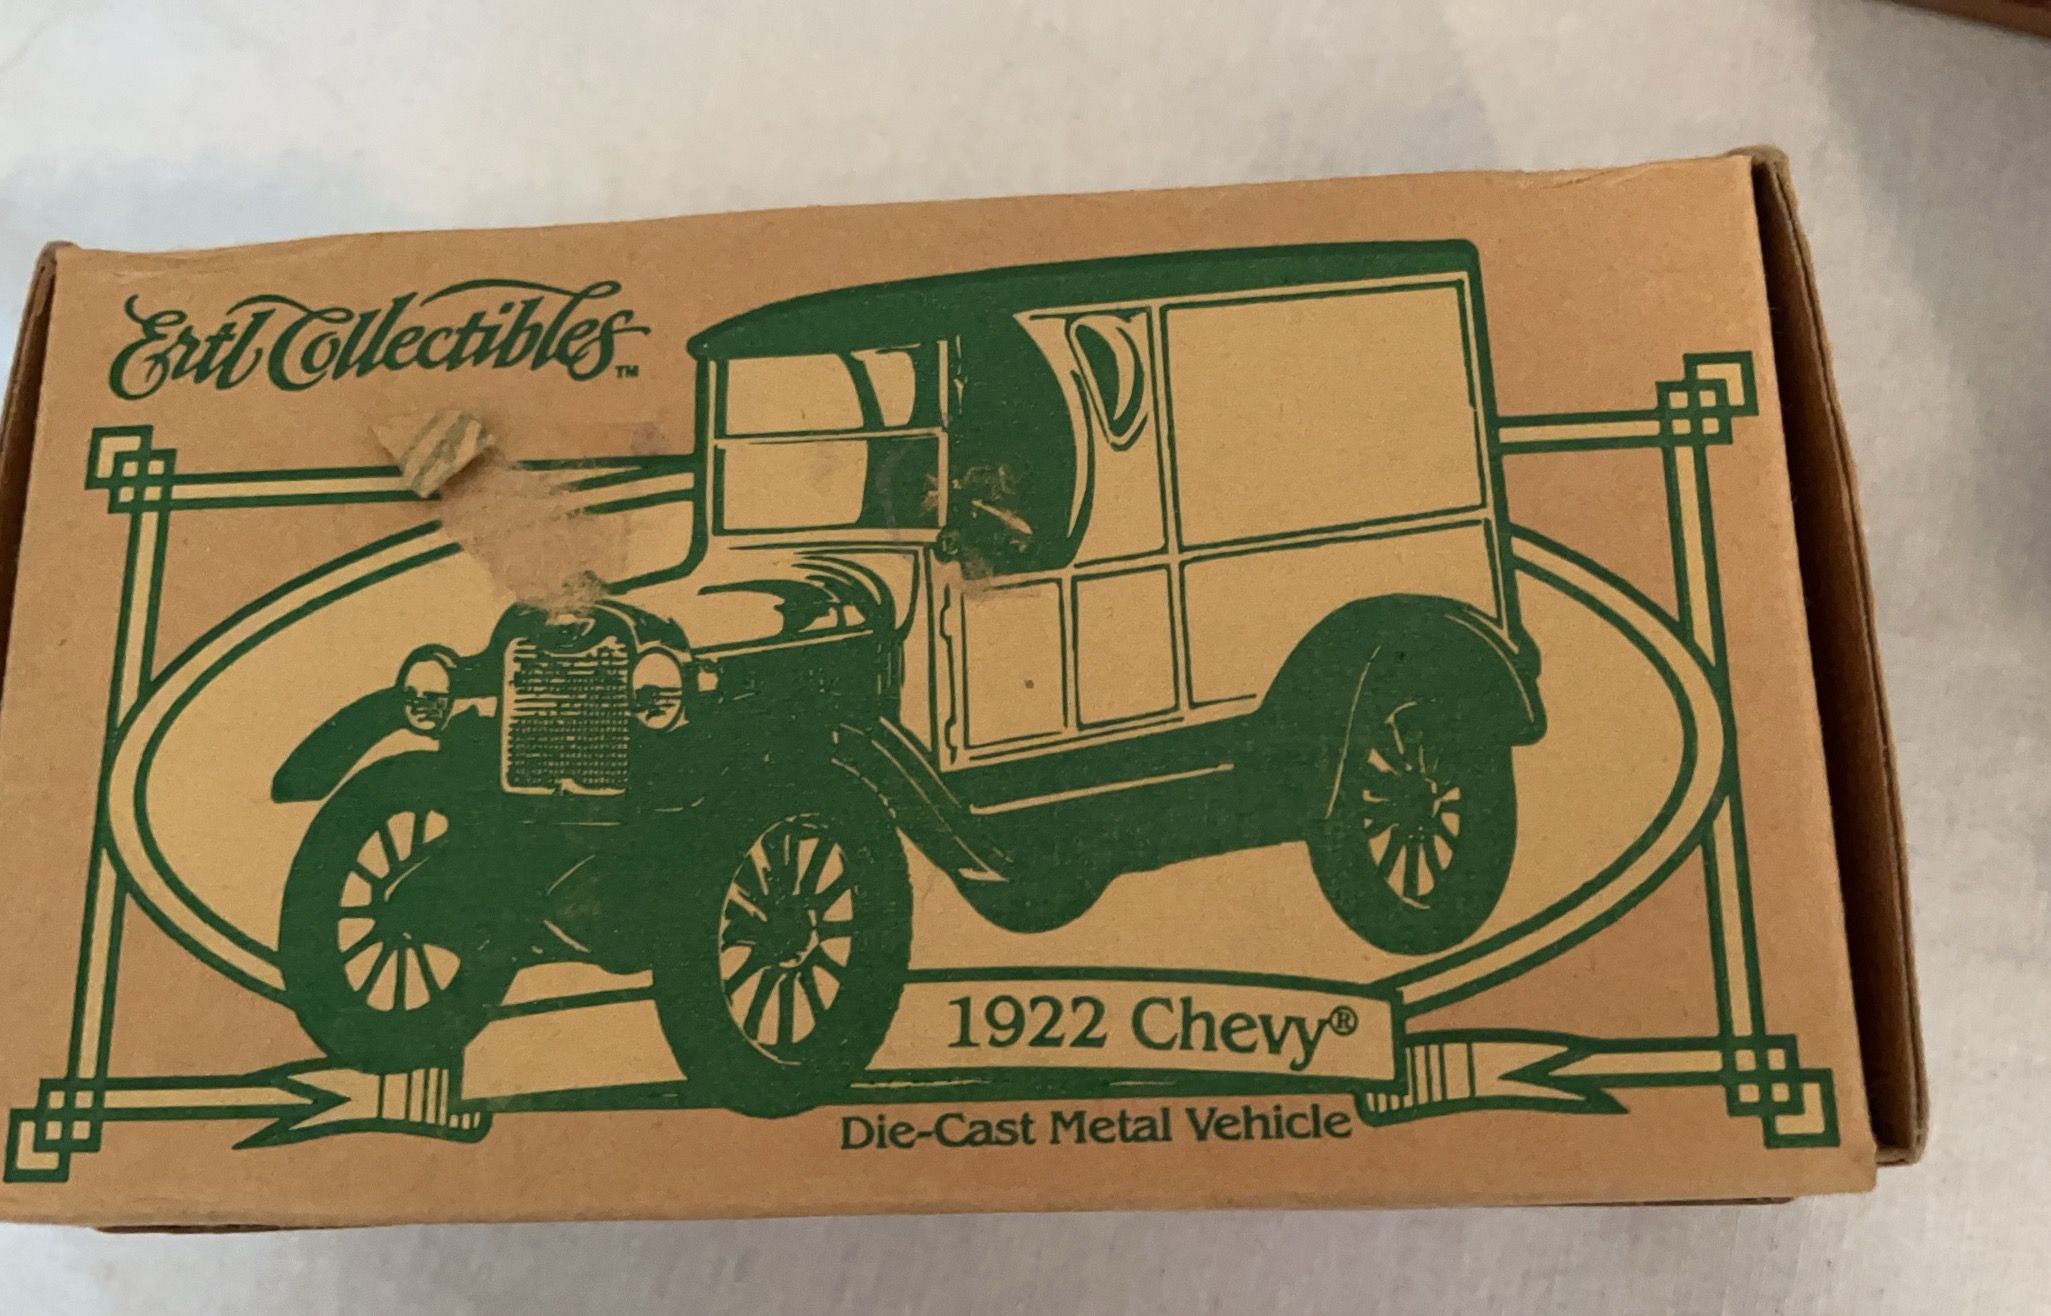 Ertl Collectibles™
1922 Chevy®
Die-Cast Metal Vehicle